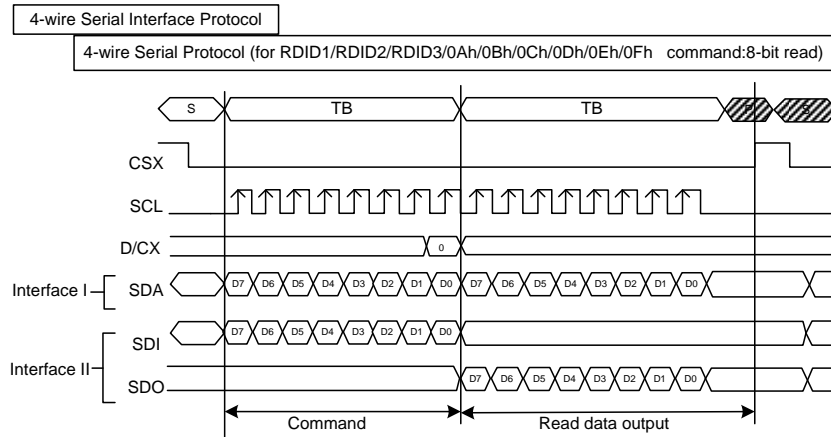 4-wire Serial Interface Protocol
4-wire Serial Protocol (for RDID1/RDID2/RDID3/0Ah/0Bh/0Ch/0Dh/0Eh/0Fh command:8-bit read)
S TB TB P S
CSX
SCL
D/CX 0
Interface I SDA D7 D6 D5 D4 D3 D2 D1 D0 D7 D6 D5 D4 D3 D2 D1 D0
SDI D7 D6 D5 D4 D3 D2 D1 D0
Interface II
SDO D7 D6 D5 D4 D3 D2 D1 D0
Command Read data output